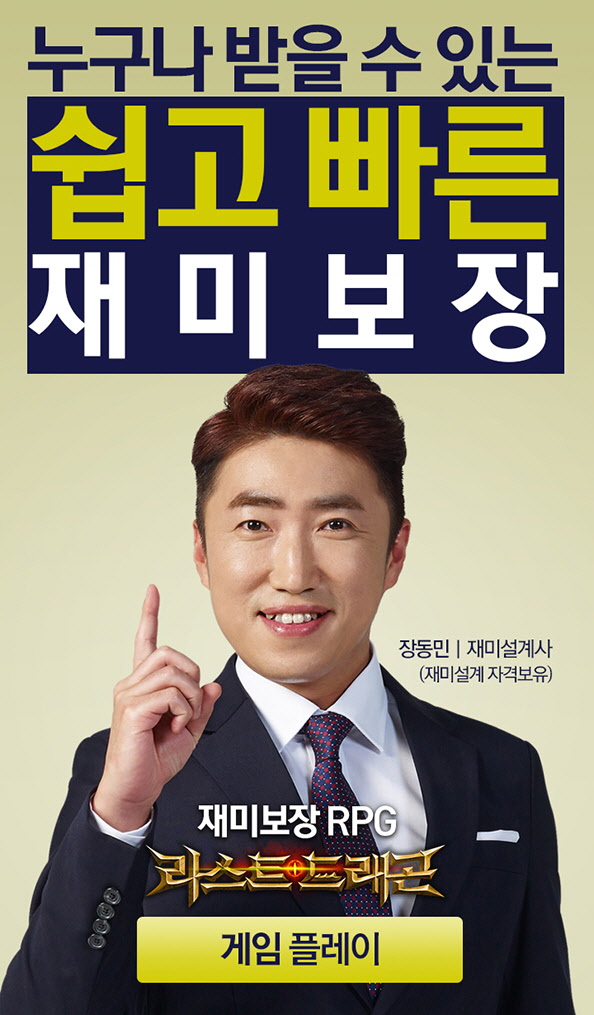 누구나 받을 수 있는
쉽고 빠른
재미보장
장동민 | 재미설계사
(재미설계 자격보유)
재미보장 RPG
라스트드래곤
게임 플레이